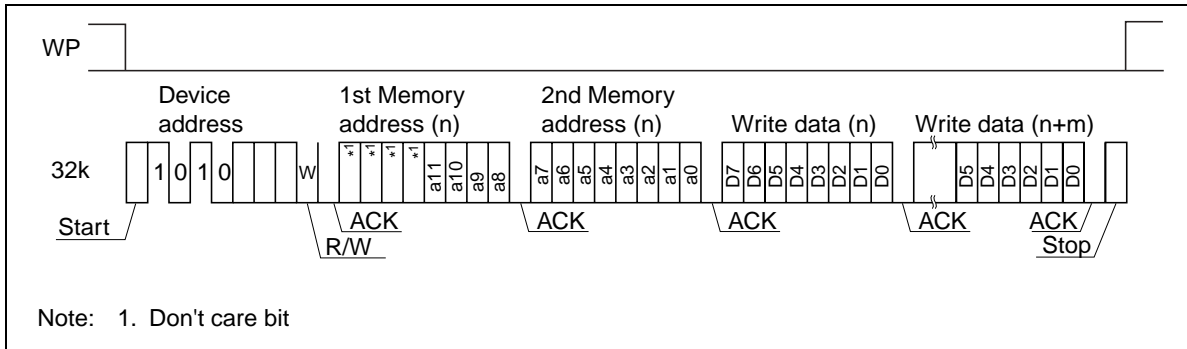 WP
Device address
1st Memory address (n)
2nd Memory address (n)
Write data (n)
Write data (n+m)
32k
1 0 1 0
W
*1 *1 *1 *1 a11 a10 a9 a8
a7 a6 a5 a4 a3 a2 a1 a0
D7 D6 D5 D4 D3 D2 D1 D0
D5 D4 D3 D2 D1 D0
Start
R/W
ACK
ACK
ACK
ACK
ACK
Stop
Note: 1. Don't care bit